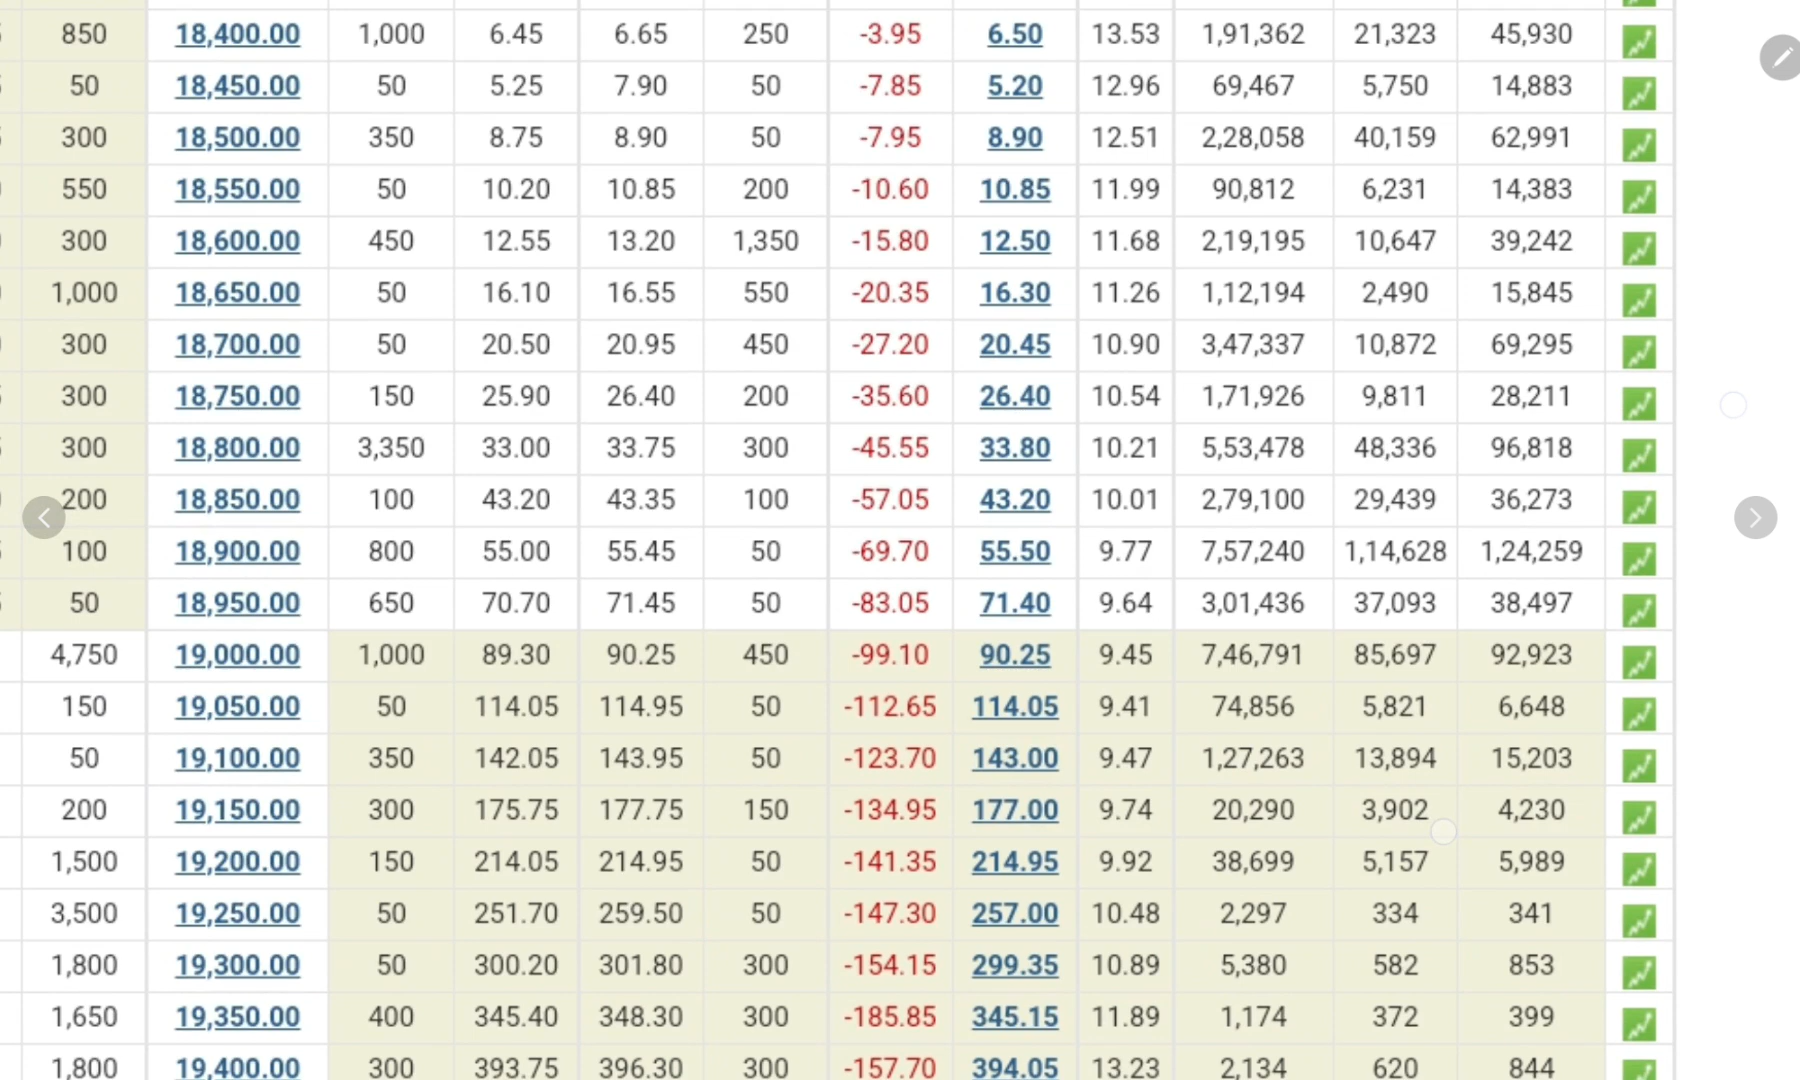 850 18,400.00 1,000 6.45 6.65 250 -3.95 6.50 13.53 1,91,362 21,323 45,930
50 18,450.00 50 5.25 7.90 50 -7.85 5.20 12.96 69,467 5,750 14,883
300 18,500.00 350 8.75 8.90 50 -7.95 8.90 12.51 2,28,058 40,159 62,991
550 18,550.00 50 10.20 10.85 200 -10.60 10.85 11.99 90,812 6,231 14,383
300 18,600.00 450 12.55 13.20 1,350 -15.80 12.50 11.68 2,19,195 10,647 39,242
1,000 18,650.00 50 16.10 16.55 550 -20.35 16.30 11.26 1,12,194 2,490 15,845
300 18,700.00 50 20.50 20.95 450 -27.20 20.45 10.90 3,47,337 10,872 69,295
300 18,750.00 150 25.90 26.40 200 -35.60 26.40 10.54 1,71,926 9,811 28,211
300 18,800.00 3,350 33.00 33.75 300 -45.55 33.80 10.21 5,53,478 48,336 96,818
200 18,850.00 100 43.20 43.35 100 -57.05 43.20 10.01 2,79,100 29,439 36,273
100 18,900.00 800 55.00 55.45 50 -69.70 55.50 9.77 7,57,240 1,14,628 1,24,259
50 18,950.00 650 70.70 71.45 50 -83.05 71.40 9.64 3,01,436 37,093 38,497
4,750 19,000.00 1,000 89.30 90.25 450 -99.10 90.25 9.45 7,46,791 85,697 92,923
150 19,050.00 50 114.05 114.95 50 -112.65 114.05 9.41 74,856 5,821 6,648
50 19,100.00 350 142.05 143.95 50 -123.70 143.00 9.47 1,27,263 13,894 15,203
200 19,150.00 300 175.75 177.75 150 -134.95 177.00 9.74 20,290 3,902 4,230
1,500 19,200.00 150 214.05 214.95 50 -141.35 214.95 9.92 38,699 5,157 5,989
3,500 19,250.00 50 251.70 259.50 50 -147.30 257.00 10.48 2,297 334 341
1,800 19,300.00 50 300.20 301.80 300 -154.15 299.35 10.89 5,380 582 853
1,650 19,350.00 400 345.40 348.30 300 -185.85 345.15 11.89 1,174 372 399
1,800 19,400.00 300 393.75 396.30 300 -157.70 394.05 13.23 2,134 620 844